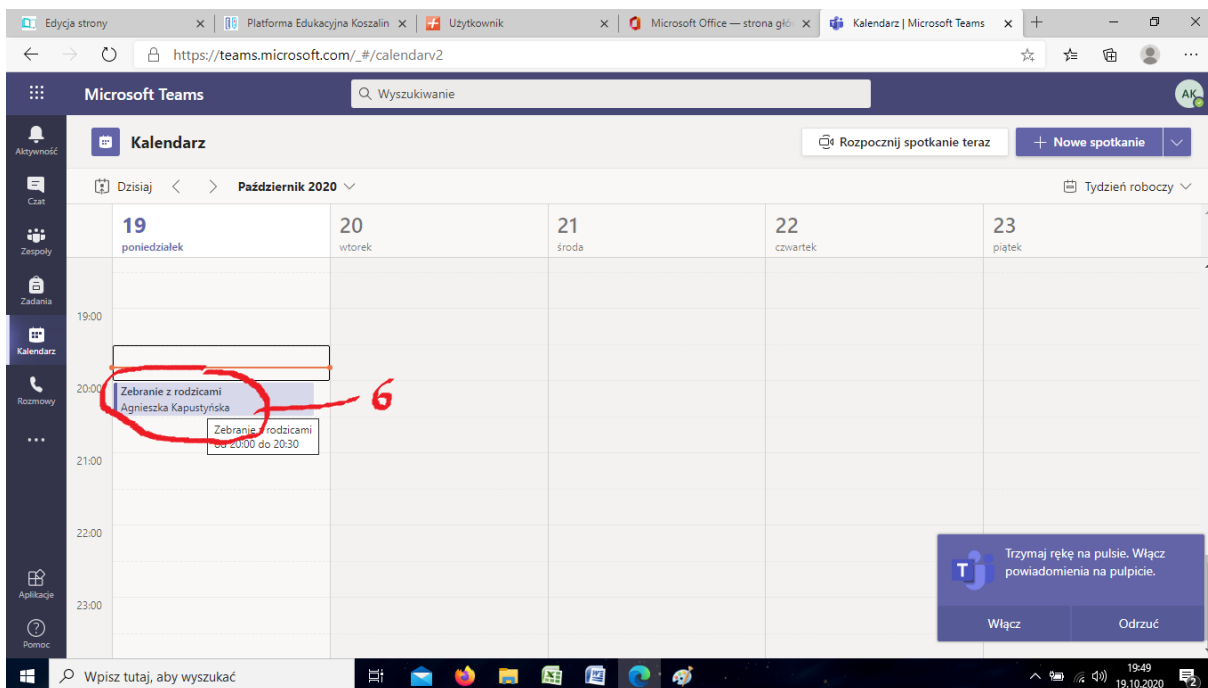 Edycja strony
Platforma Edukacyjna Koszalin
Użytkownik
Microsoft Office — strona głó
Kalendarz | Microsoft Teams
https://teams.microsoft.com/_#/calendarv2
Microsoft Teams
Wyszukiwanie
AK
Aktywność
Kalendarz
Rozpocznij spotkanie teraz
+ Nowe spotkanie
Czat
Dzisiaj
Październik 2020
Tydzień roboczy
Zespoły
19 20 21 22 23
poniedziałek wtorek środa czwartek piątek
Zadania
19:00
Kalendarz
20:00
Zebranie z rodzicami
Agnieszka Kapustyńska
6
Rozmowy
Zebranie z rodzicami
od 20:00 do 20:30
21:00
22:00
Trzymaj rękę na pulsie. Włącz
powiadomienia na pulpicie.
T
Włącz Odrzuć
Aplikacje
23:00
Pomoc
Wpisz tutaj, aby wyszukać
19:49
19.10.2020
2